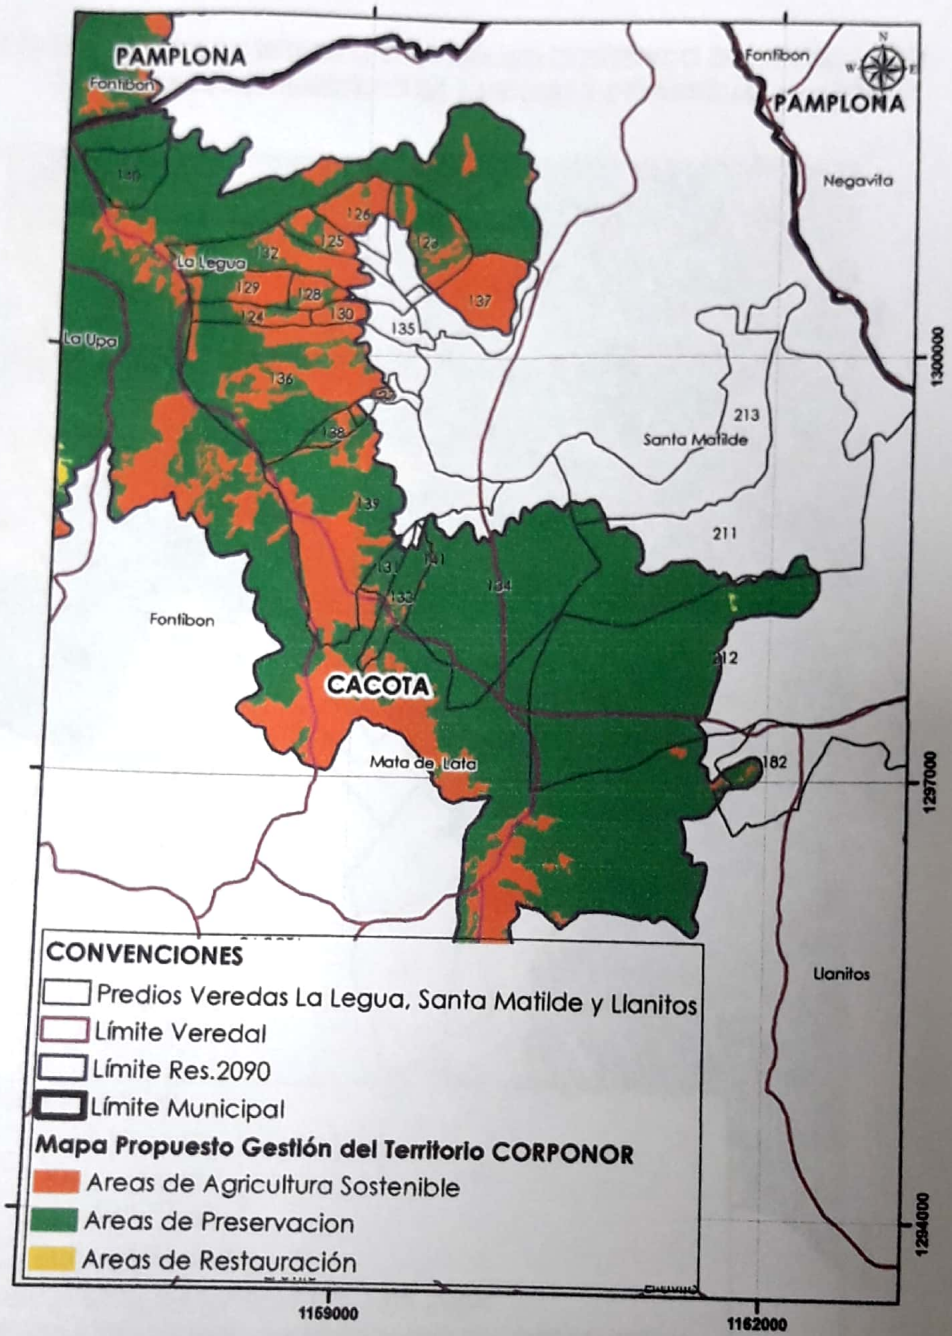 PAMPLONA
Fontibon
Fontibon
N
W
E
PAMPLONA
Negavita
140
126
125
132
123
La Legua
129
128
137
124
130
135
La Upa
136
1300000
213
138
Santa Matilde
139
211
131
141
133
134
Fontibon
212
CACOTA
Mata de Lata
182
1297000
Llanitos
CONVENCIONES
Predios Veredas La Legua, Santa Matilde y Llanitos
Límite Veredal
Límite Res.2090
Límite Municipal
Mapa Propuesto Gestión del Territorio CORPONOR
Areas de Agricultura Sostenible
Areas de Preservacion
Areas de Restauración
1294000
1159000
1162000